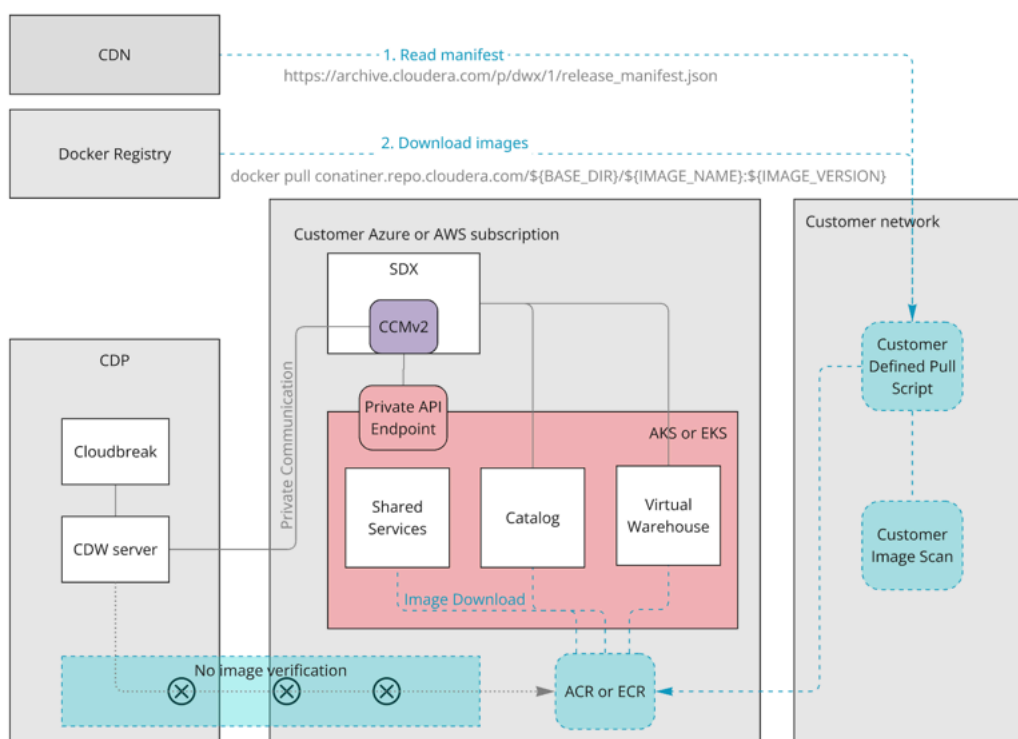 CDN
1. Read manifest
https://archive.cloudera.com/p/dwx/1/release_manifest.json
Docker Registry
2. Download images
docker pull conatiner.repo.cloudera.com/${BASE_DIR}/${IMAGE_NAME}:${IMAGE_VERSION}
Customer Azure or AWS subscription
Customer network
SDX
CCMv2
CDP
Customer
Defined Pull
Script
Private API
Endpoint
AKS or EKS
Private Communication
Cloudbreak
Shared
Services
Catalog
Virtual
Warehouse
CDW server
Customer
Image Scan
Image Download
No image verification
ACR or ECR